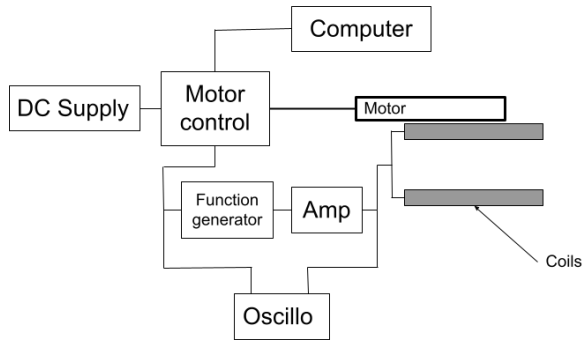 Computer
DC Supply
Motor
control
Motor
Function
generator
Amp
Coils
Oscillo